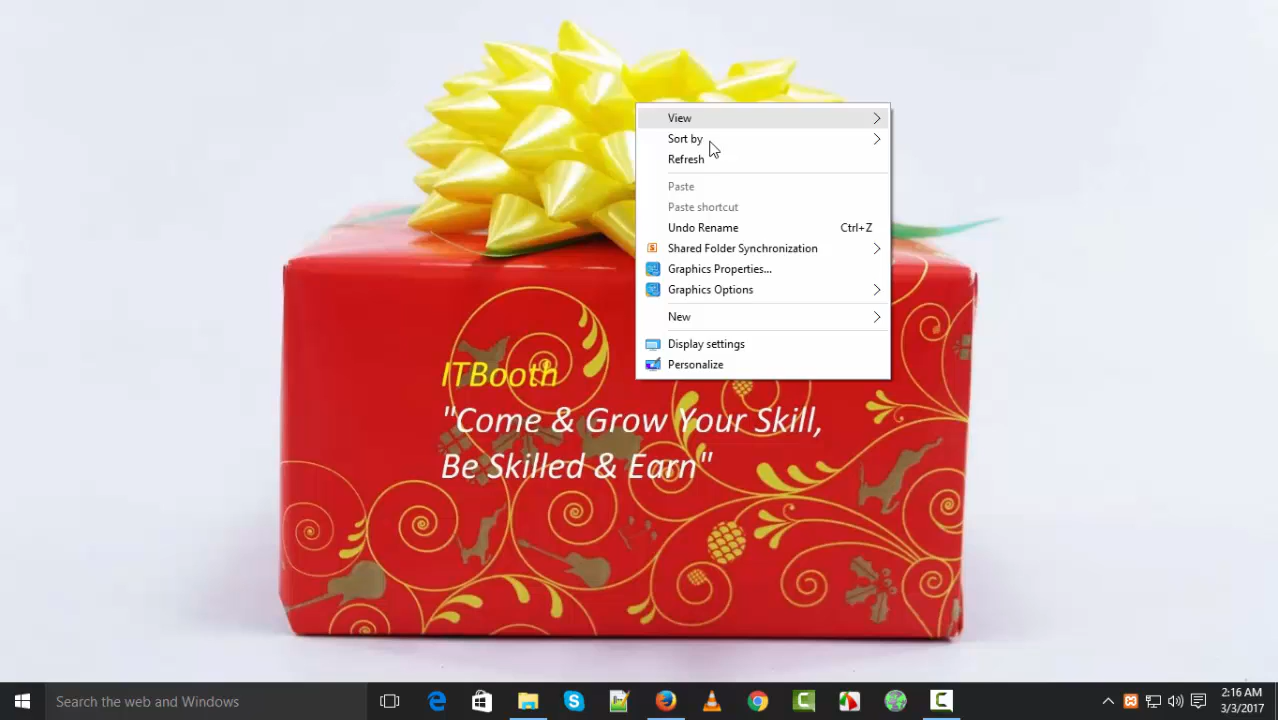 View
Sort by
Refresh
Paste
Paste shortcut
Undo Rename Ctrl+Z
Shared Folder Synchronization
Graphics Properties...
Graphics Options
New
Display settings
Personalize
ITBooth
"Come & Grow Your Skill,
Be Skilled & Earn"
Search the web and Windows
2:16 AM
3/3/2017